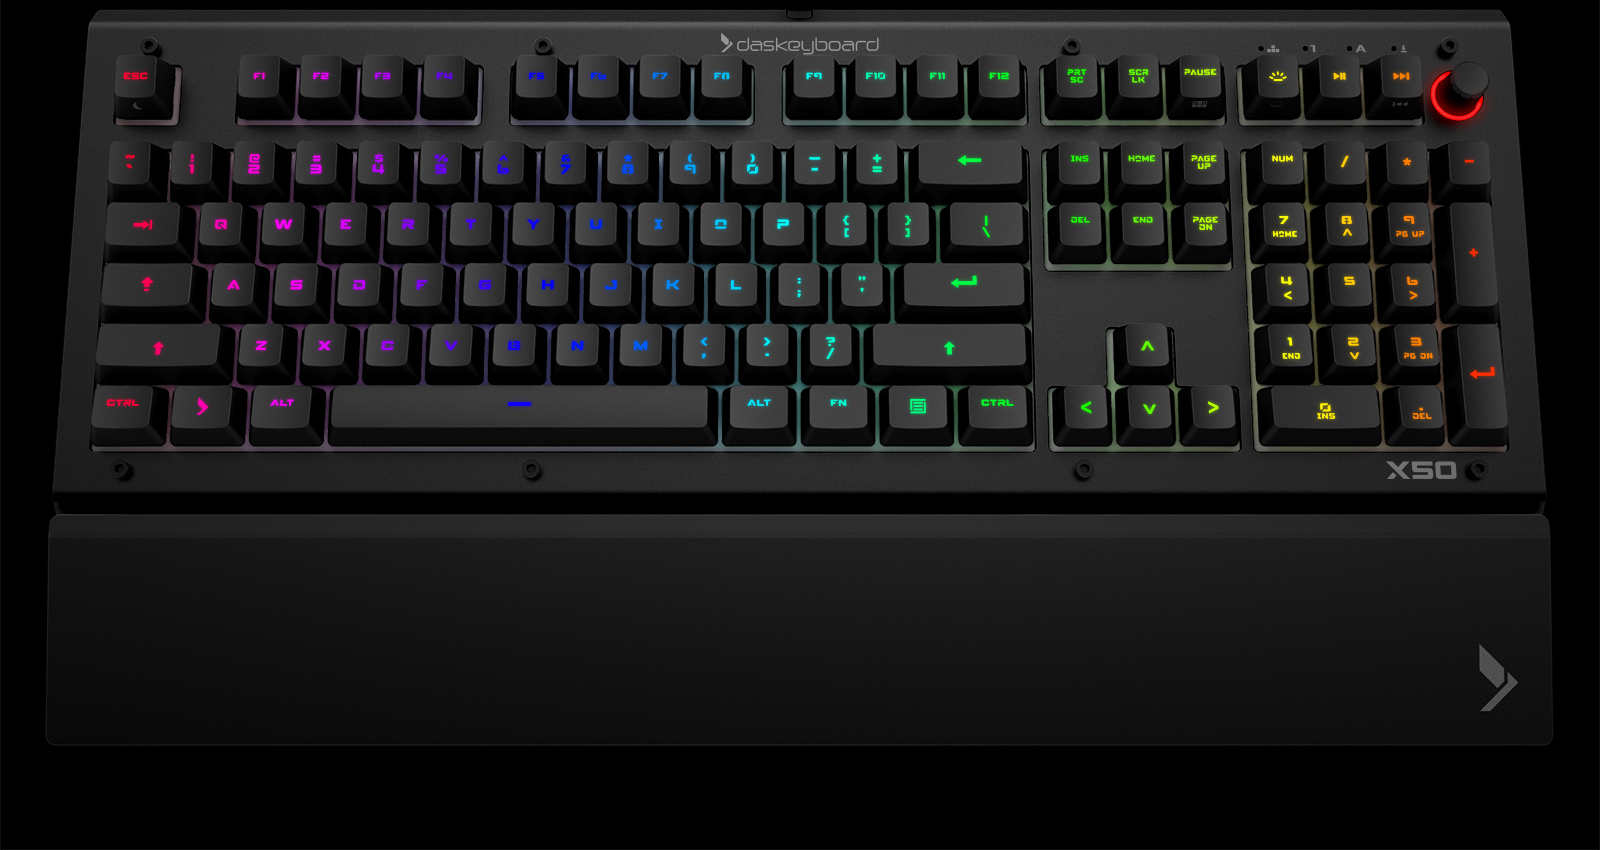 daskeyboard
1 A
ESC F1 F2 F3 F4 F5 F6 F7 F8 F9 F10 F11 F12 PRT SCR PAUSE
SC LK
~ ! @ # $ % ^ & * ( ) — + INS HOME PAGE NUM / * -
` 1 2 3 4 5 6 7 8 9 0 - = UP
Q W E R T Y U I O P { } | DEL END PAGE 7 8 9
[ ] \ DN HOME ^ PG UP +
A S D F G H J K L : " 4 5 6
; ' < >
Z X C V B N M < > ? ^ 1 2 3
, . / END v PG DN
CTRL ALT ALT FN CTRL < v > 0 .
INS DEL
X50